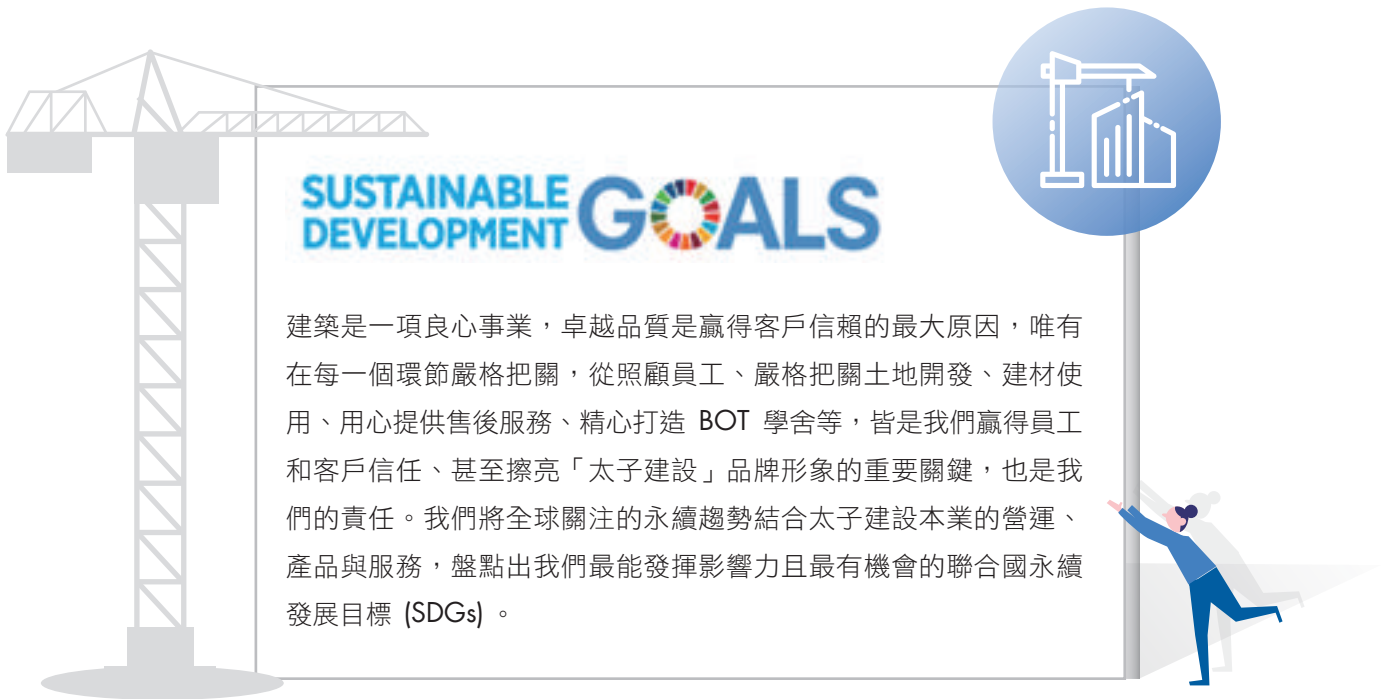 SUSTAINABLE
DEVELOPMENT
GOALS
建築是一項良心事業，卓越品質是贏得客戶信賴的最大原因，唯有
在每一個環節嚴格把關，從照顧員工、嚴格把關土地開發、建材使
用、用心提供售後服務、精心打造 BOT 學舍等，皆是我們贏得員工
和客戶信任、甚至擦亮「太子建設」品牌形象的重要關鍵，也是我
們的責任。我們將全球關注的永續趨勢結合太子建設本業的營運、
產品與服務，盤點出我們最能發揮影響力且最有機會的聯合國永續
發展目標 (SDGs) 。